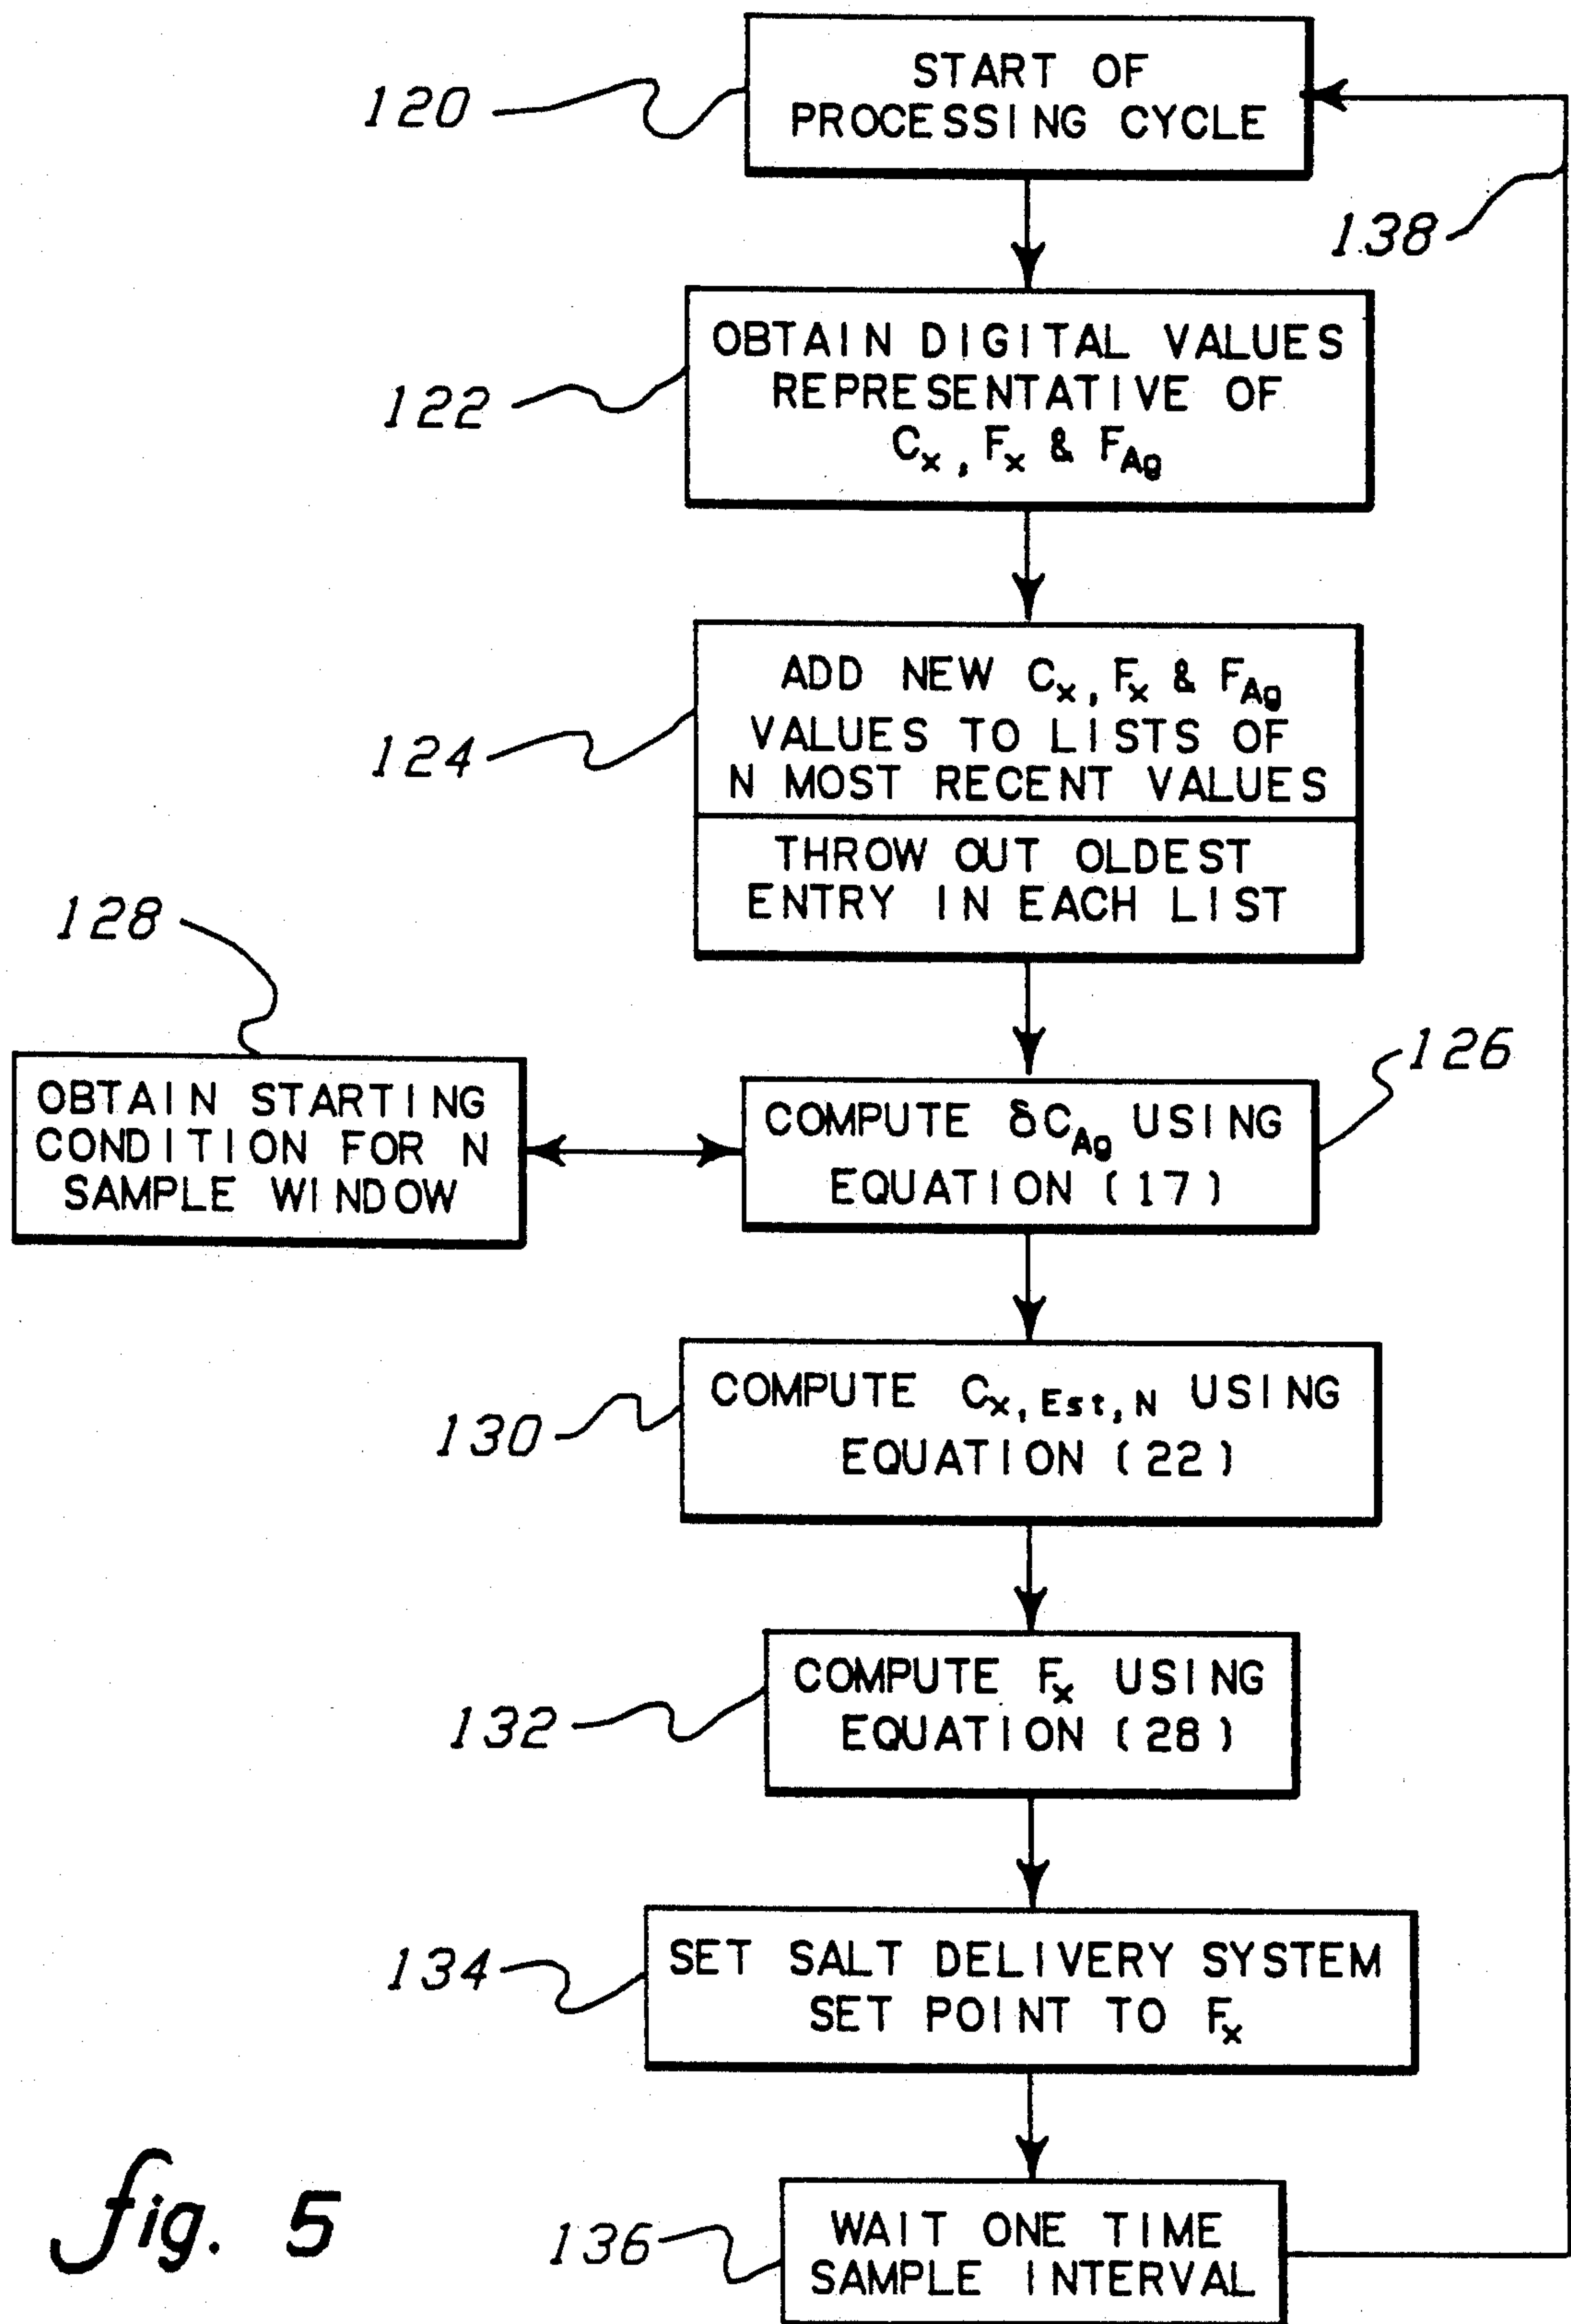 START OF
PROCESSING CYCLE
120
138
OBTAIN DIGITAL VALUES
REPRESENTATIVE OF
Cx, Fx & FAg
122
ADD NEW Cx, Fx & FAg
VALUES TO LISTS OF
N MOST RECENT VALUES
124
THROW OUT OLDEST
ENTRY IN EACH LIST
128
126
OBTAIN STARTING
CONDITION FOR N
SAMPLE WINDOW
COMPUTE δCAg USING
EQUATION (17)
COMPUTE Cx, Est, N USING
EQUATION (22)
130
COMPUTE Fx USING
EQUATION (28)
132
SET SALT DELIVERY SYSTEM
SET POINT TO Fx
134
WAIT ONE TIME
SAMPLE INTERVAL
136
fig. 5